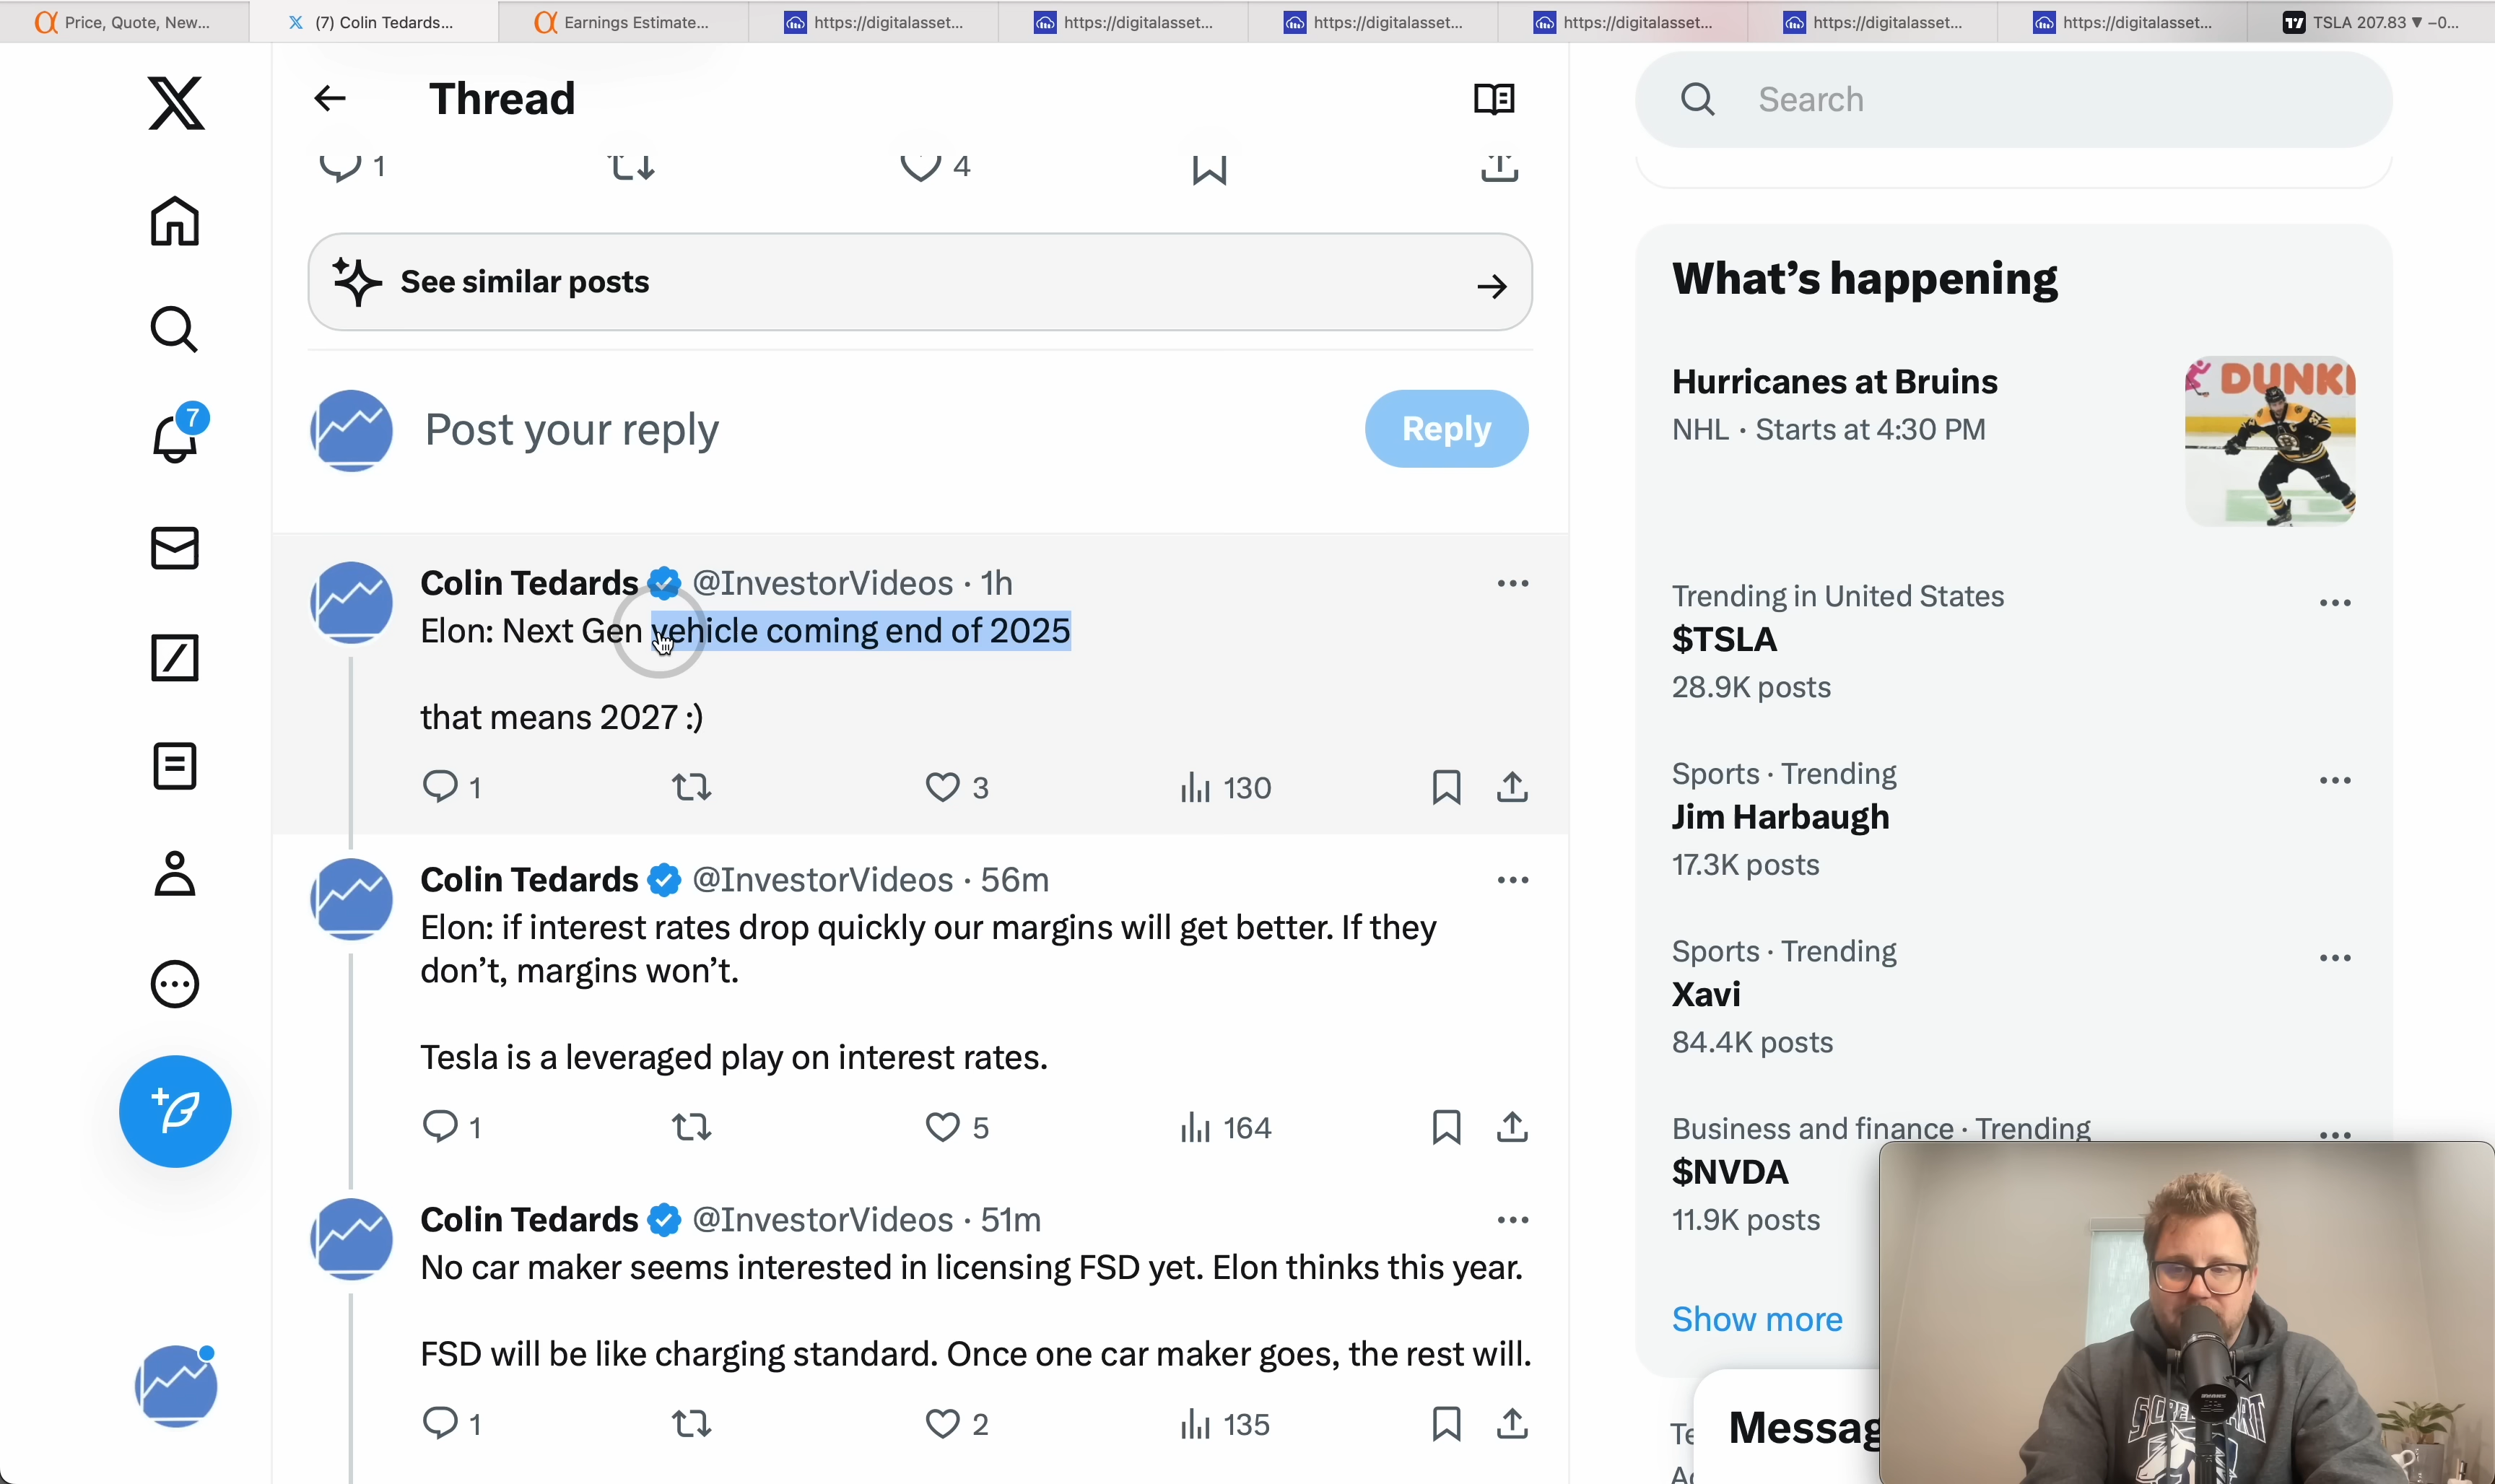 Price, Quote, New...
(7) Colin Tedards...
Earnings Estimate...
https://digitalasset...
https://digitalasset...
https://digitalasset...
https://digitalasset...
https://digitalasset...
https://digitalasset...
TSLA 207.83 ▼ −0...
Thread
Search
1
4
See similar posts
Post your reply
Reply
7
Colin Tedards @InvestorVideos · 1h
Elon: Next Gen vehicle coming end of 2025
that means 2027 :)
1
3
130
Colin Tedards @InvestorVideos · 56m
Elon: if interest rates drop quickly our margins will get better. If they
don’t, margins won’t.
Tesla is a leveraged play on interest rates.
1
5
164
Colin Tedards @InvestorVideos · 51m
No car maker seems interested in licensing FSD yet. Elon thinks this year.
FSD will be like charging standard. Once one car maker goes, the rest will.
1
2
135
What’s happening
Hurricanes at Bruins
NHL · Starts at 4:30 PM
DUNKI
Trending in United States
$TSLA
28.9K posts
Sports · Trending
Jim Harbaugh
17.3K posts
Sports · Trending
Xavi
84.4K posts
Business and finance · Trending
$NVDA
11.9K posts
Show more
Messag